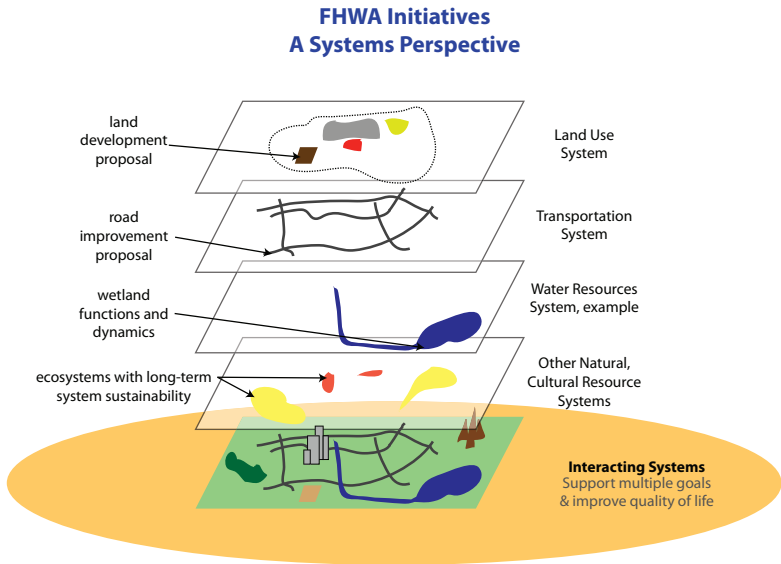 FHWA Initiatives
A Systems Perspective
land
development
proposal
Land Use
System
road
improvement
proposal
Transportation
System
wetland
functions and
dynamics
Water Resources
System, example
ecosystems with long-term
system sustainability
Other Natural,
Cultural Resource
Systems
Interacting Systems
Support multiple goals
& improve quality of life